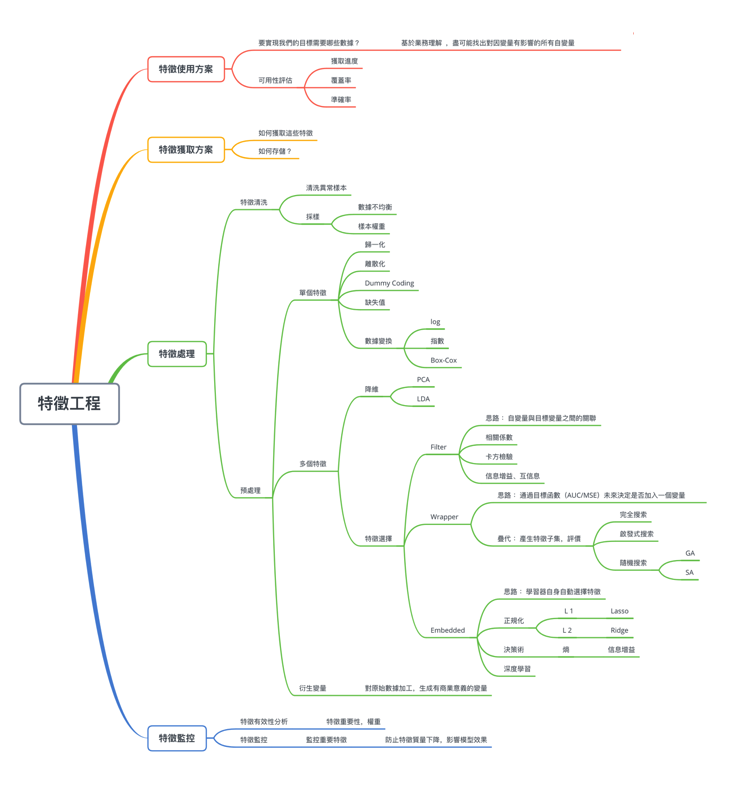 特徵工程
特徵使用方案
要實現我們的目標需要哪些數據？
基於業務理解 ，盡可能找出對因變量有影響的所有自變量
可用性評估
獲取進度
覆蓋率
準確率
特徵獲取方案
如何獲取這些特徵
如何存儲？
特徵處理
特徵清洗
清洗異常樣本
採樣
數據不均衡
樣本權重
預處理
單個特徵
歸一化
離散化
Dummy Coding
缺失值
數據變換
log
指數
Box-Cox
多個特徵
降維
PCA
LDA
特徵選擇
Filter
思路： 自變量與目標變量之間的關聯
相關係數
卡方檢驗
信息增益，互信息
Wrapper
思路： 通過目標函數（AUC/MSE）未來決定是否加入一個變量
疊代： 產生特徵子集，評價
完全搜索
啟發式搜索
隨機搜索
GA
SA
Embedded
思路： 學習器自身自動選擇特徵
正規化
L 1
Lasso
L 2
Ridge
決策術
熵
信息增益
深度學習
衍生變量
對原始數據加工，生成有商業意義的變量
特徵監控
特徵有效性分析
特徵重要性，權重
特徵監控
監控重要特徵
防止特徵質量下降，影響模型效果